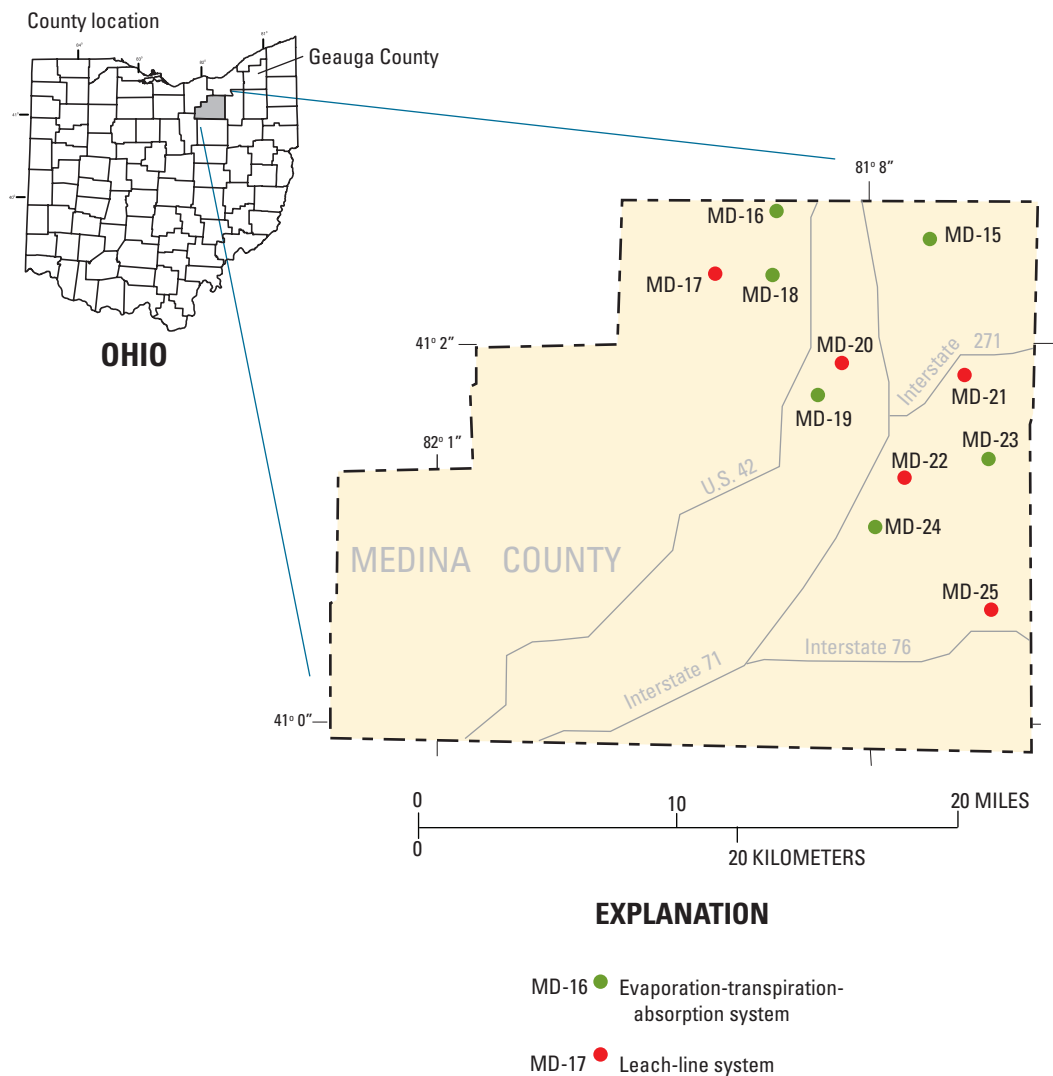 County location
Geauga County
OHIO
81° 8"
MD-16
MD-15
MD-17
MD-18
41° 2"
MD-20
Interstate 271
MD-21
MD-19
82° 1"
MD-23
MD-22
U.S. 42
MD-24
MEDINA COUNTY
MD-25
Interstate 76
Interstate 71
41° 0"
0 10 20 MILES
0 20 KILOMETERS
EXPLANATION
MD-16 Evaporation-transpiration-
absorption system
MD-17 Leach-line system